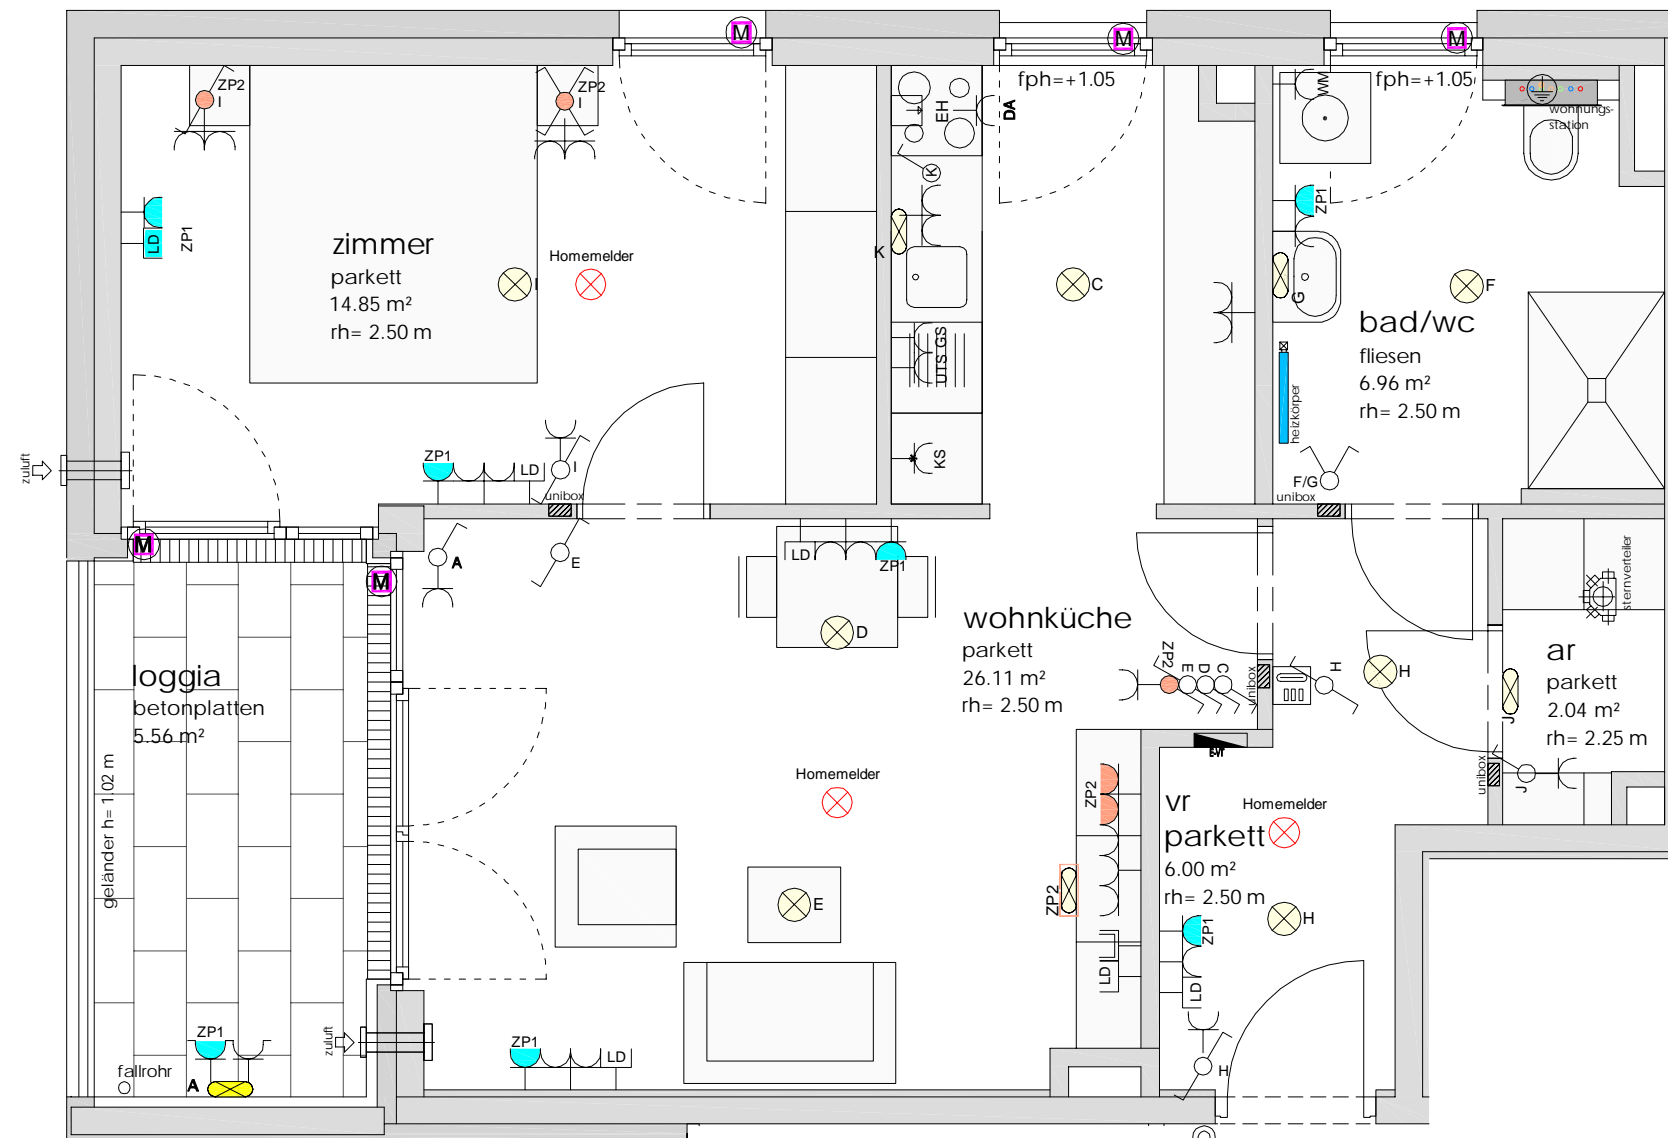 M
M
M
fph=+1.05
fph=+1.05
ZP2
I
ZP2
I
EH
DA
WM
wohnungs-
station
K
ZP1
LD
ZP1
zimmer
parkett
14.85 m²
rh= 2.50 m
I
Homemelder
K
C
G
F
bad/wc
fliesen
6.96 m²
rh= 2.50 m
UTS GS
heizkörper
KS
zuluft
ZP1
LD
I
unibox
F/G
unibox
M
A
E
LD
ZP1
M
sternverteiler
D
wohnküche
parkett
26.11 m²
rh= 2.50 m
loggia
betonplatten
5.56 m²
ZP2
E
D
C
unibox
H
H
ar
parkett
2.04 m²
rh= 2.25 m
J
E-VT
geländer h= 1.02 m
Homemelder
ZP2
unibox
J
vr
parkett
6.00 m²
rh= 2.50 m
Homemelder
ZP2
E
H
ZP1
LD
LD
ZP1
zuluft
ZP1
LD
fallrohr
A
H